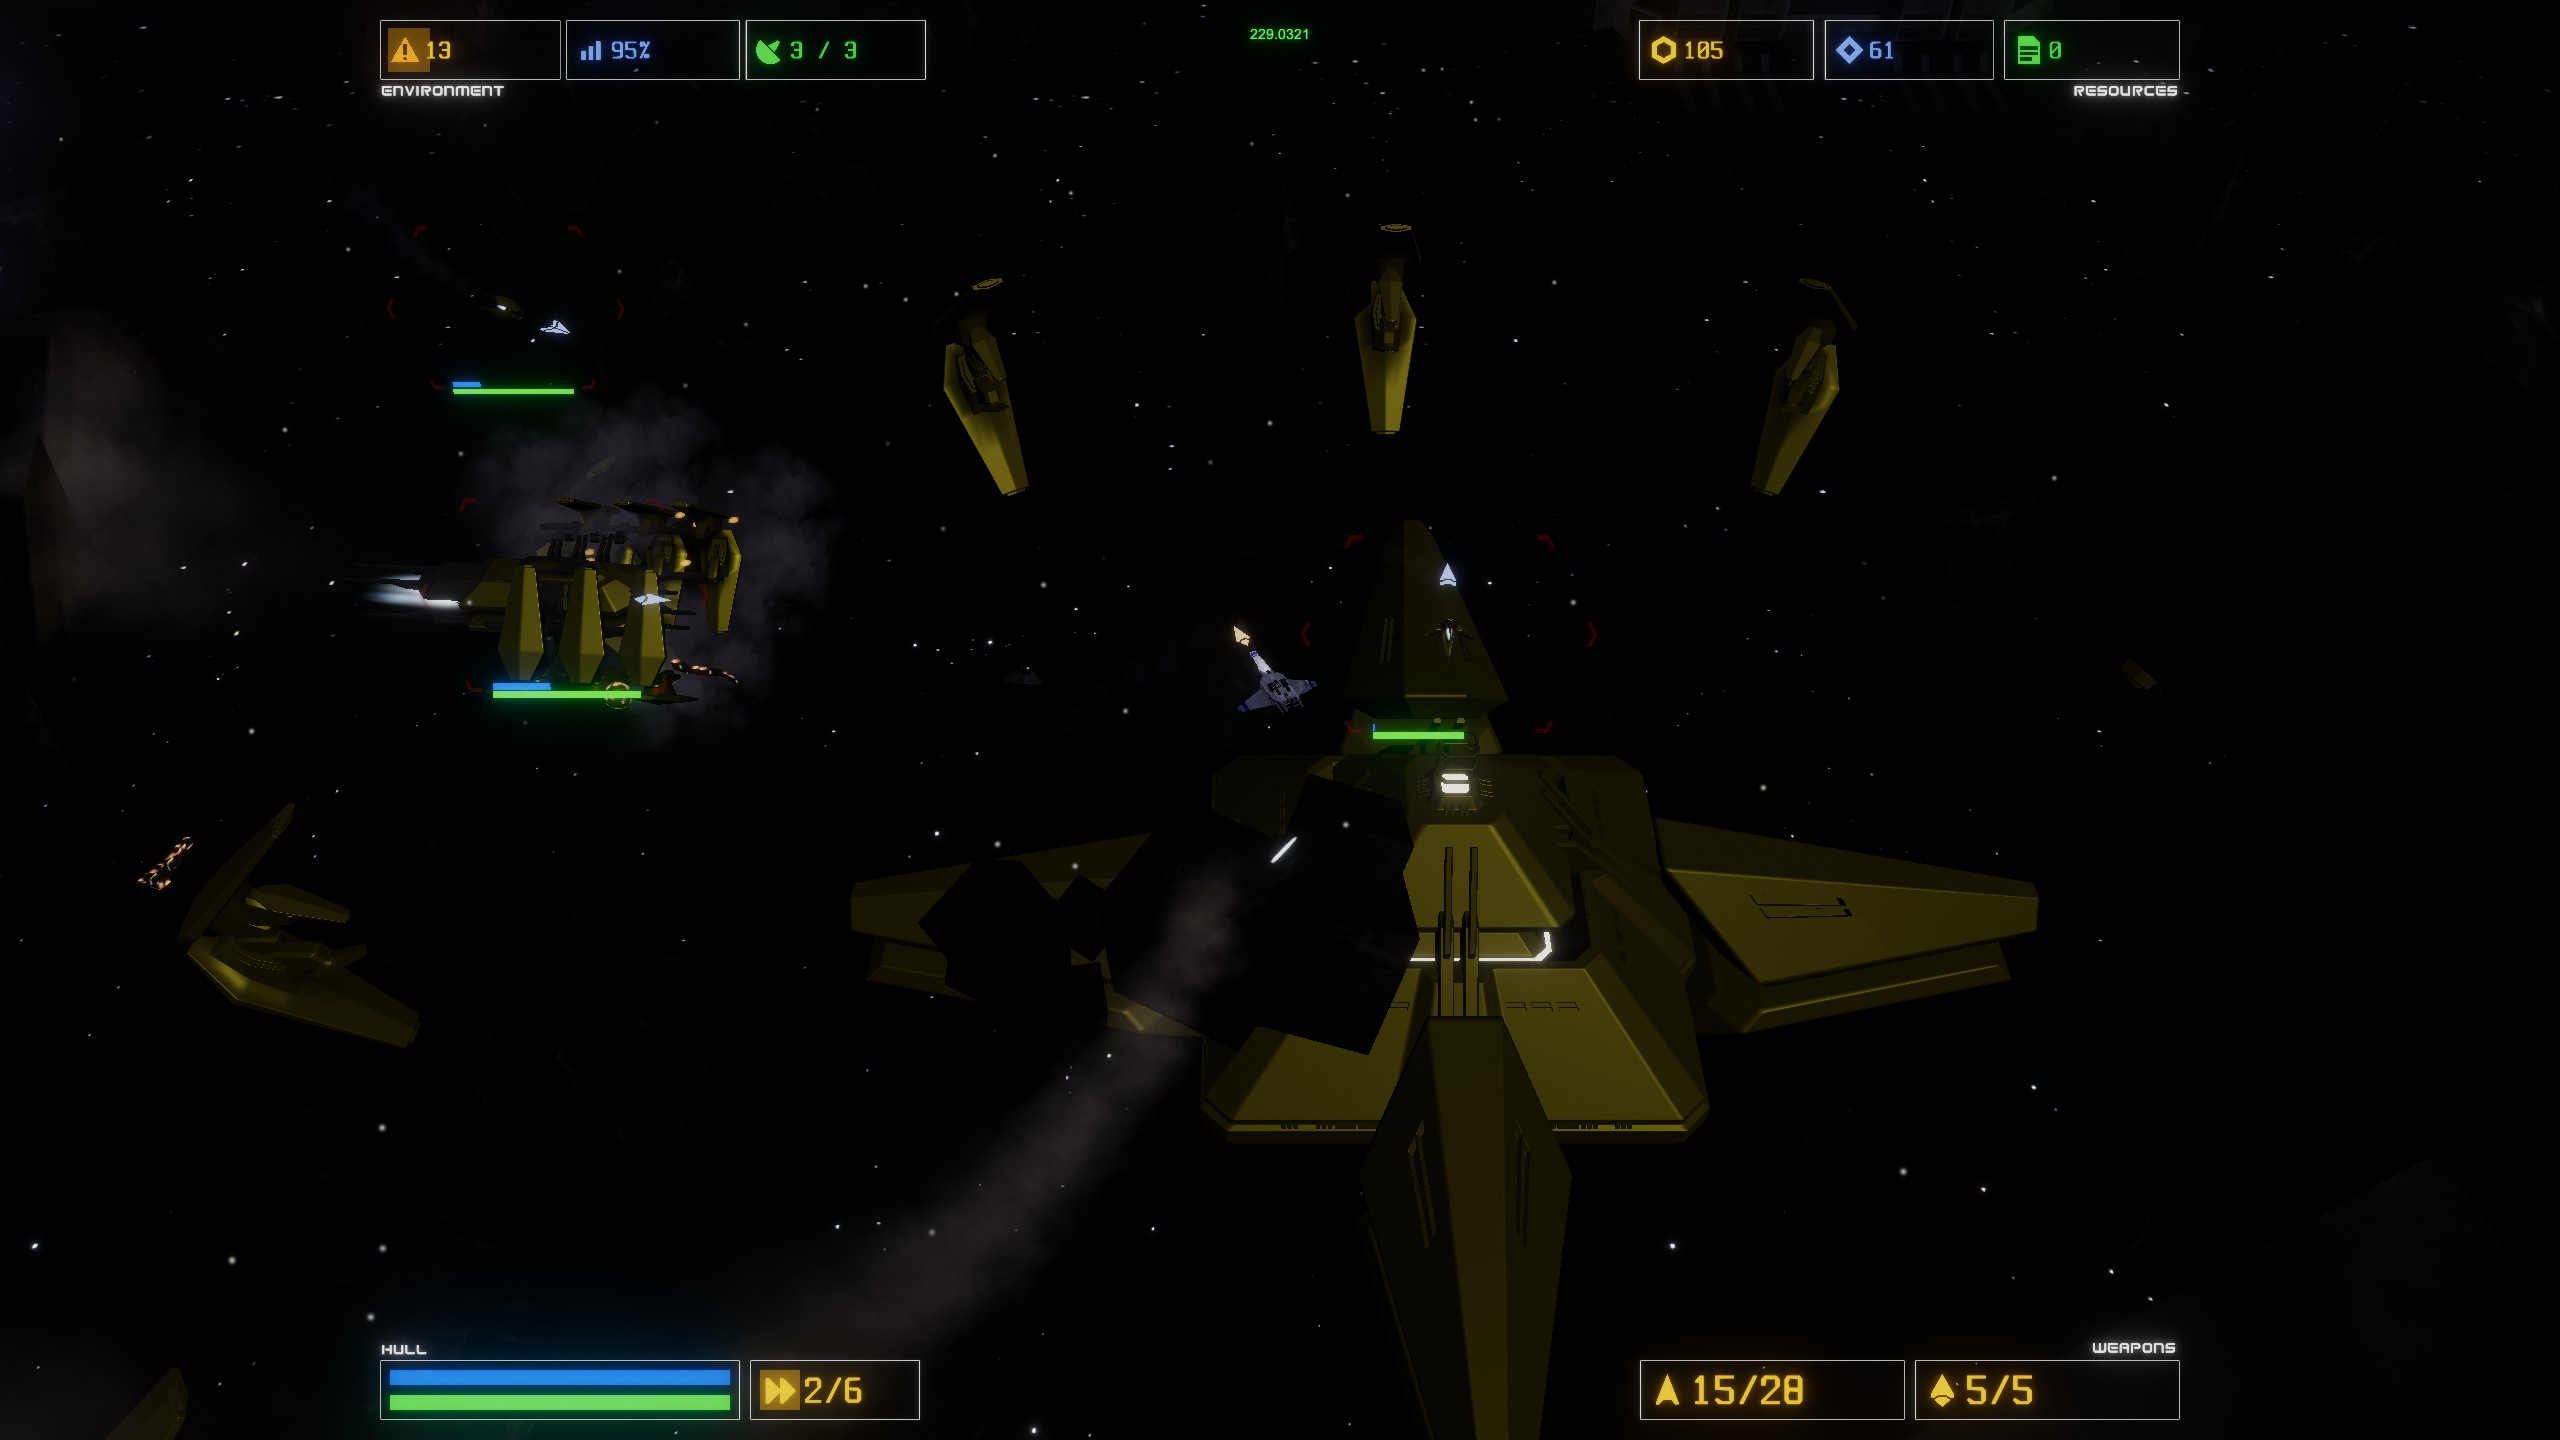 13
95%
3 / 3
ENVIRONMENT
229.0321
105
61
0
RESOURCES
HULL
2/6
WEAPONS
15/28
5/5